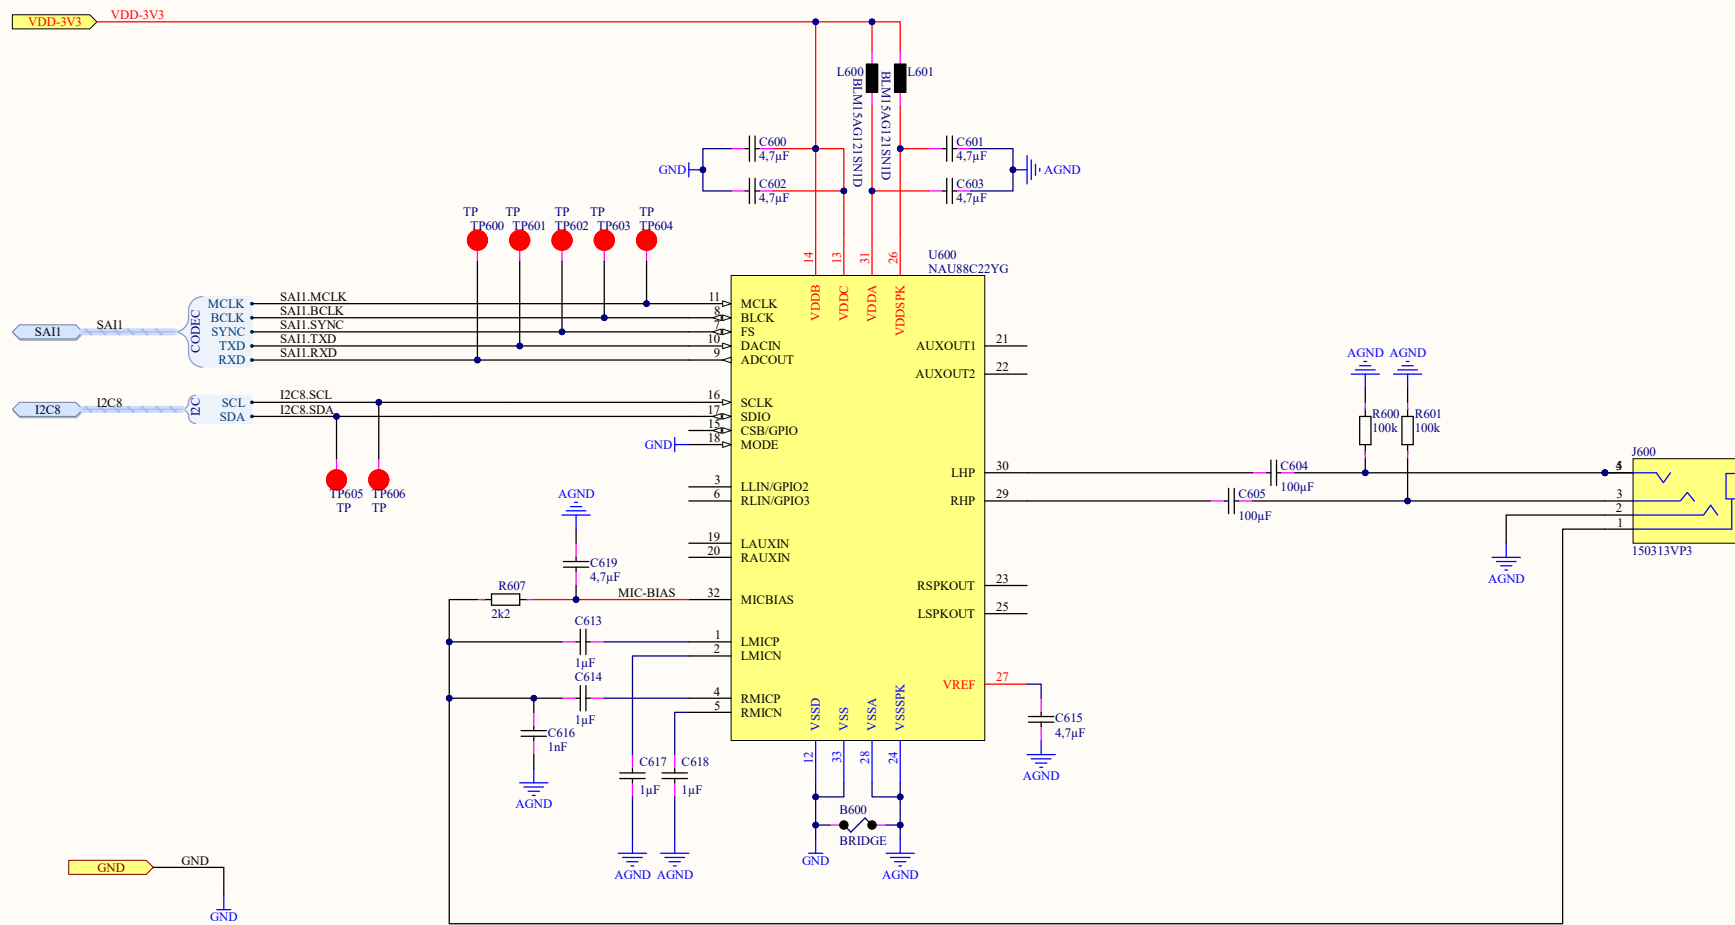 VDD-3V3
VDD-3V3
L600
BLM15AG121SN1D
BLM15AG121SN1D
L601
C600
4,7µF
GND
C602
4,7µF
C601
4,7µF
AGND
C603
4,7µF
TP TP TP TP TP
TP600 TP601 TP602 TP603 TP604
14
13
31
26
U600
NAU88C22YG
VDDB
VDDC
VDDA
VDDSPK
SAI1
SAI1
CODEC
MCLK SAI1.MCLK 11 MCLK
BCLK SAI1.BCLK 8 BLCK
SYNC SAI1.SYNC 7 FS
TXD SAI1.TXD 10 DACIN
RXD SAI1.RXD 9 ADCOUT
AUXOUT1 21
AUXOUT2 22
I2C8
I2C8
I2C
SCL I2C8.SCL 16 SCLK
SDA I2C8.SDA 17 SDIO
15 CSB/GPIO
GND 18 MODE
AGND AGND
R600
100k
R601
100k
TP605 TP606
TP TP
3 LLIN/GPIO2
6 RLIN/GPIO3
LHP 30
C604
100µF
RHP 29
C605
100µF
J600
3
2
1
150313VP3
AGND
AGND
C619
4,7µF
19 LAUXIN
20 RAUXIN
R607
2k2
MIC-BIAS 32 MICBIAS
RSPKOUT 23
LSPKOUT 25
C613
1µF
1 LMICP
2 LMICN
C614
1µF
4 RMICP
5 RMICN
C616
1nF
AGND
C617
1µF
C618
1µF
AGND AGND
VREF 27
C615
4,7µF
AGND
VSSD
VSS
VSSA
VSSSPK
12
33
28
24
B600
BRIDGE
GND
AGND
GND
GND
GND